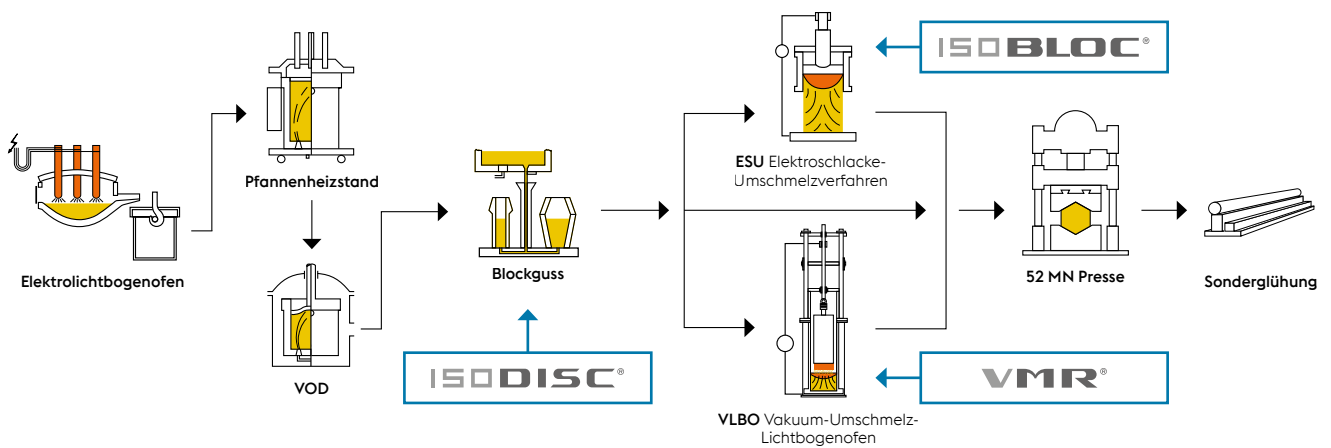 ISOBLOC®
ESU Elektroschlacke-
Umschmelzverfahren
Pfannenheizstand
Elektrolichtbogenofen
Blockguss
52 MN Presse
Sonderglühung
VOD
ISODISC®
VMR®
VLBO Vakuum-Umschmelz-
Lichtbogenofen